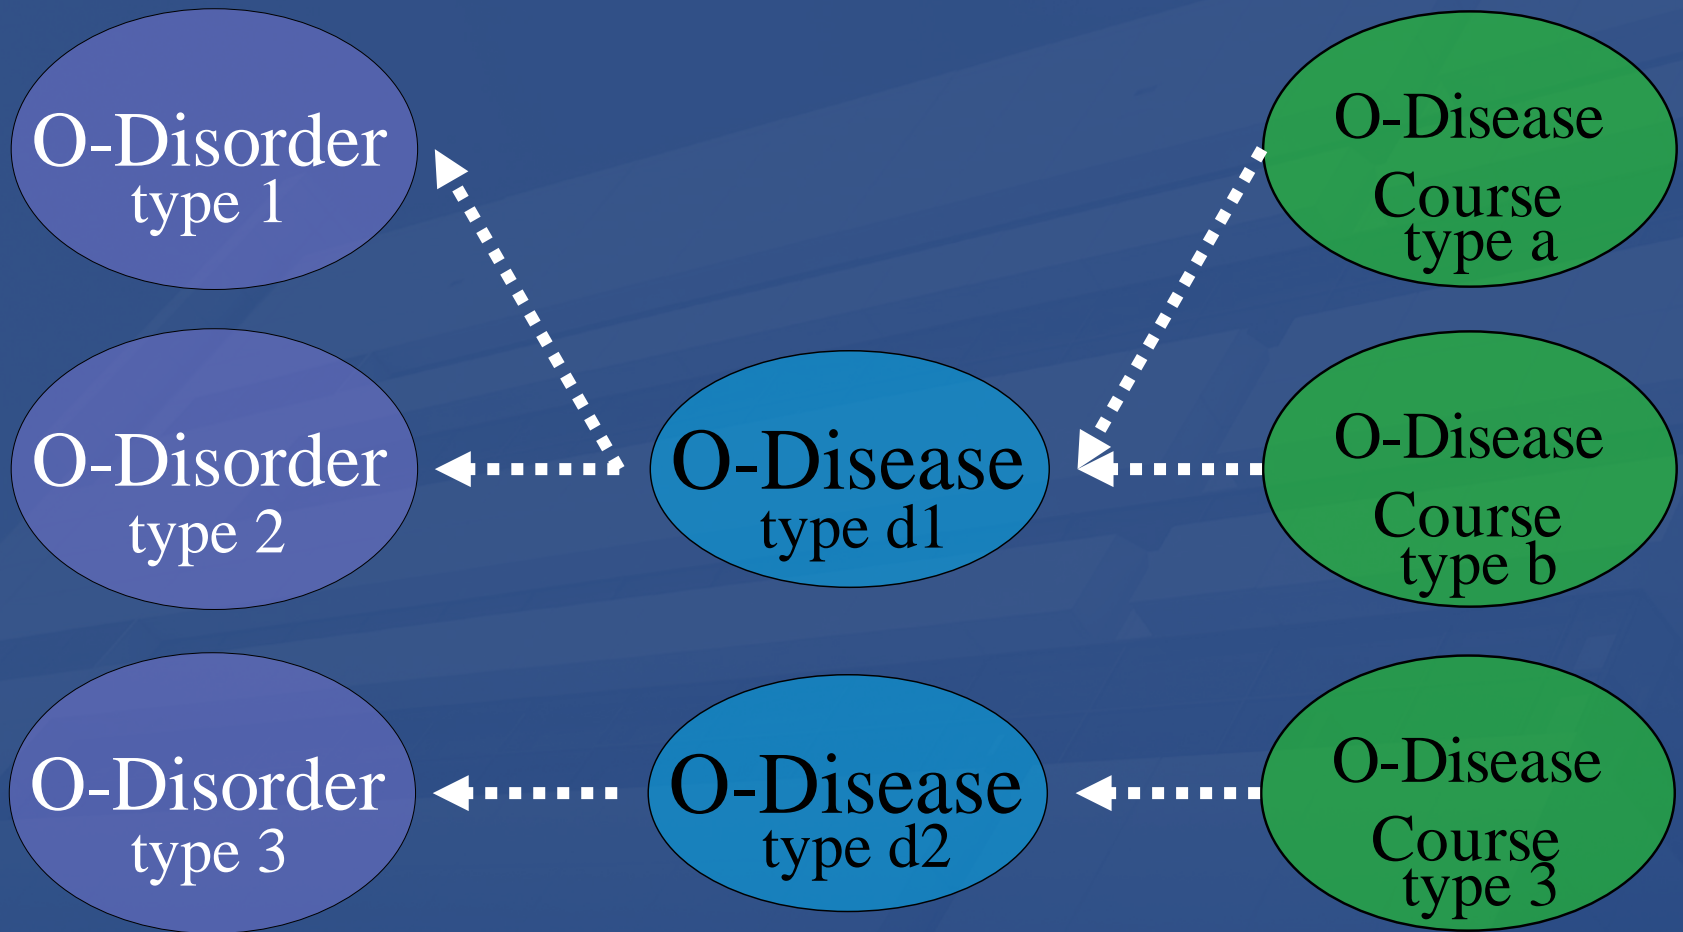 O-Disorder
type 1
O-Disease
Course
type a
O-Disorder
type 2
O-Disease
type d1
O-Disease
Course
type b
O-Disorder
type 3
O-Disease
type d2
O-Disease
Course
type 3